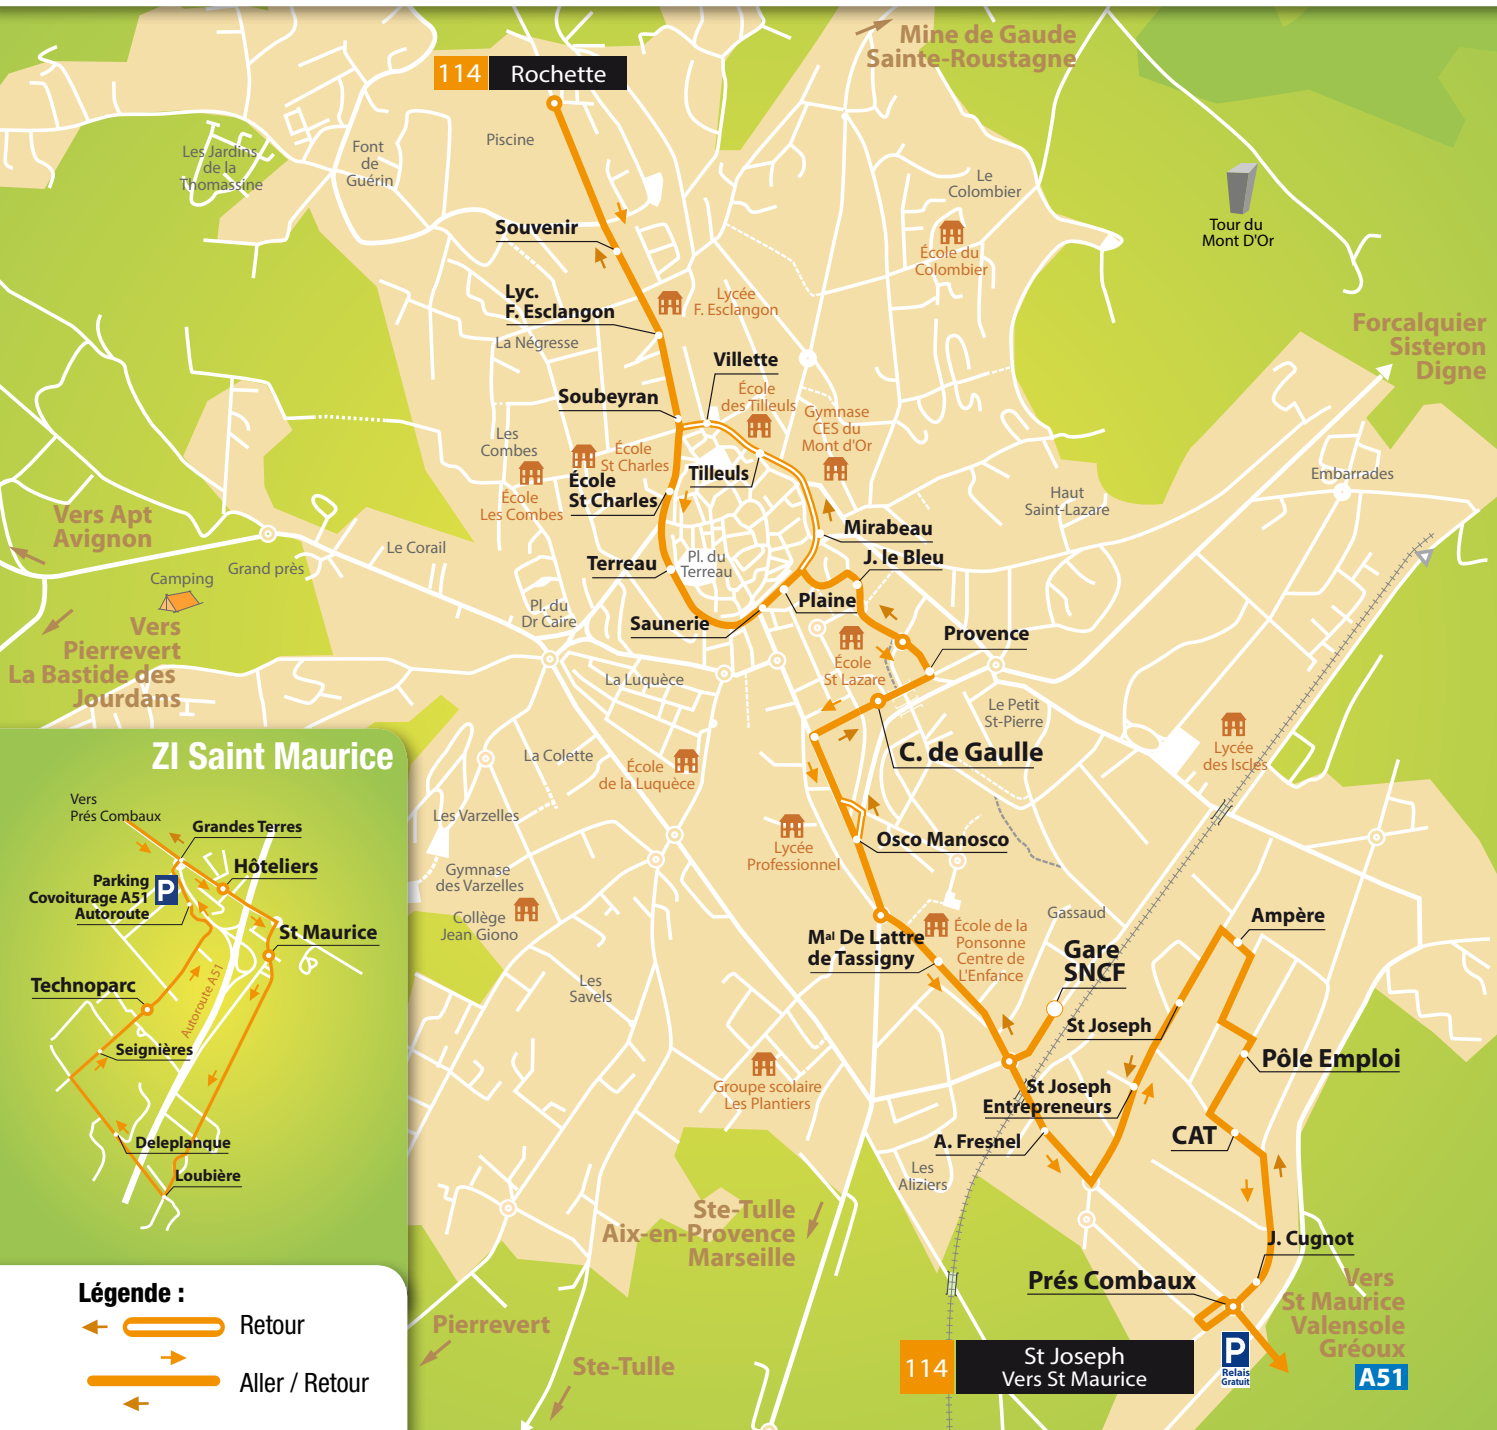 Mine de Gaude
Sainte-Roustagne
114 Rochette
Piscine
Font
de
Guérin
Les Jardins
de la
Thomassine
Le
Colombier
École du
Colombier
Tour du
Mont D'Or
Souvenir
Lyc.
F. Esclangon
Lycée
F. Esclangon
La Négresse
Forcalquier
Sisteron
Digne
Villette
École
des Tilleuls
Soubeyran
Gymnase
CES du
Mont d'Or
Les
Combes
École
St Charles
École
St Charles
École
Les Combes
Tilleuls
Embarrades
Haut
Saint-Lazare
Vers Apt
Avignon
Mirabeau
J. le Bleu
Le Corail
Grand près
Camping
Terreau
Pl. du
Terreau
Plaine
Pl. du
Dr Caire
Saunerie
Provence
Vers
Pierrevert
La Bastide des
Jourdans
École
St Lazare
La Luquèce
Le Petit
St-Pierre
C. de Gaulle
Lycée
des Iscles
La Colette
École
de la Luquèce
Les Varzelles
Osco Manosco
Lycée
Professionnel
Gymnase
des Varzelles
Collège
Jean Giono
Gassaud
Ampère
Mal De Lattre
de Tassigny
École de la
Ponsonne
Centre de
L'Enfance
Gare
SNCF
Les
Savels
St Joseph
Pôle Emploi
Groupe scolaire
Les Plantiers
St Joseph
Entrepreneurs
A. Fresnel
CAT
Les
Aliziers
Ste-Tulle
Aix-en-Provence
Marseille
J. Cugnot
Prés Combaux
Vers
St Maurice
Valensole
Gréoux
A51
P
Relais
Gratuit
114 St Joseph
Vers St Maurice
Pierrevert
Ste-Tulle
ZI Saint Maurice
Vers
Prés Combaux
Grandes Terres
Hôteliers
Parking
Covoiturage A51
Autoroute
P
St Maurice
Technoparc
Autoroute A51
Seignières
Deleplanque
Loubière
Légende :
Retour
Aller / Retour